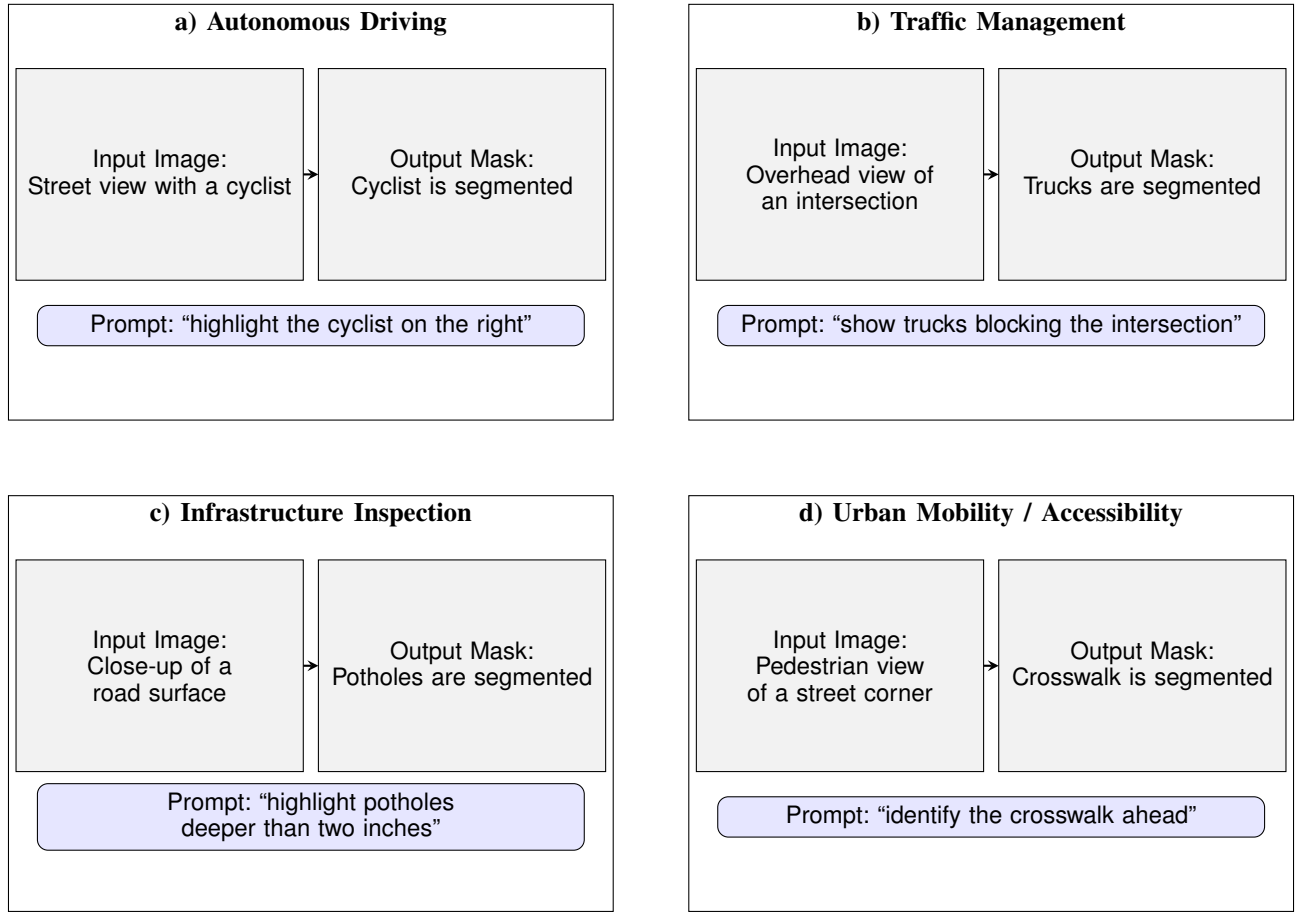 a) Autonomous Driving
Input Image:
Street view with a cyclist
Output Mask:
Cyclist is segmented
Prompt: “highlight the cyclist on the right”
b) Traffic Management
Input Image:
Overhead view of
an intersection
Output Mask:
Trucks are segmented
Prompt: “show trucks blocking the intersection”
c) Infrastructure Inspection
Input Image:
Close-up of a
road surface
Output Mask:
Potholes are segmented
Prompt: “highlight potholes
deeper than two inches”
d) Urban Mobility / Accessibility
Input Image:
Pedestrian view
of a street corner
Output Mask:
Crosswalk is segmented
Prompt: “identify the crosswalk ahead”